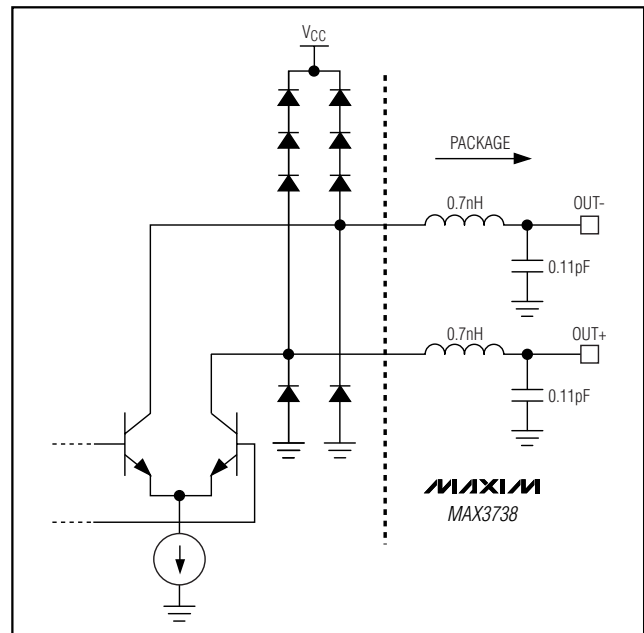 VCC
PACKAGE
0.7nH
OUT-
0.11pF
0.7nH
OUT+
0.11pF
MAXIM
MAX3738